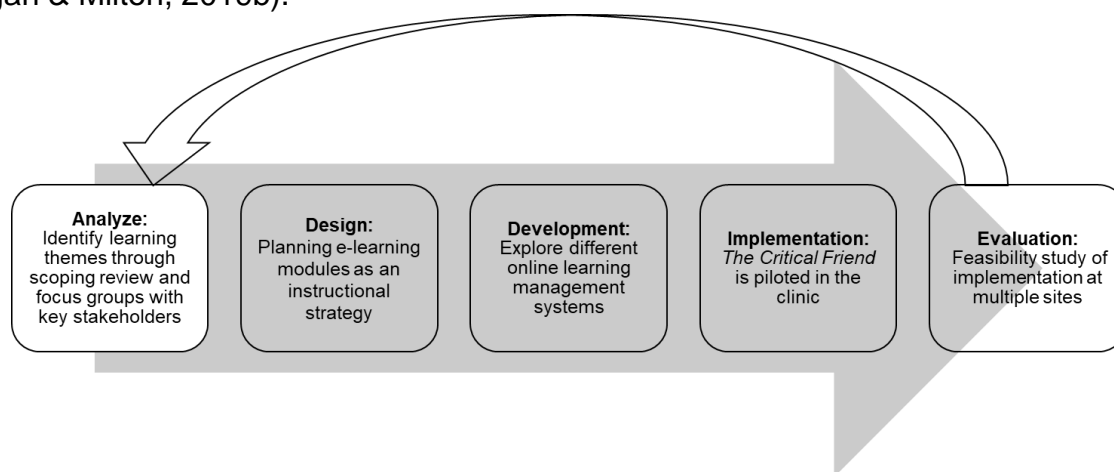 & Milton, 2016b).
Analyze:
Identify learning
themes through
scoping review and
focus groups with
key stakeholders
Design:
Planning e-learning
modules as an
instructional
strategy
Development:
Explore different
online learning
management
systems
Implementation:
The Critical Friend
is piloted in the
clinic
Evaluation:
Feasibility study of
implementation at
multiple sites